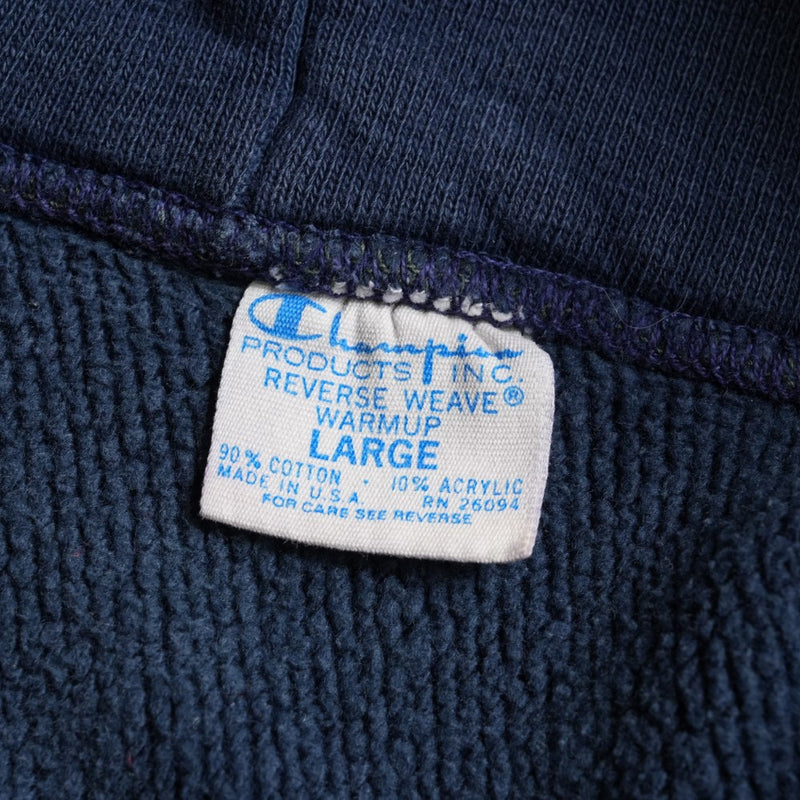 Champion
PRODUCTS INC.
REVERSE WEAVE®
WARMUP
LARGE
90% COTTON · 10% ACRYLIC
MADE IN U.S.A. RN 26094
FOR CARE SEE REVERSE